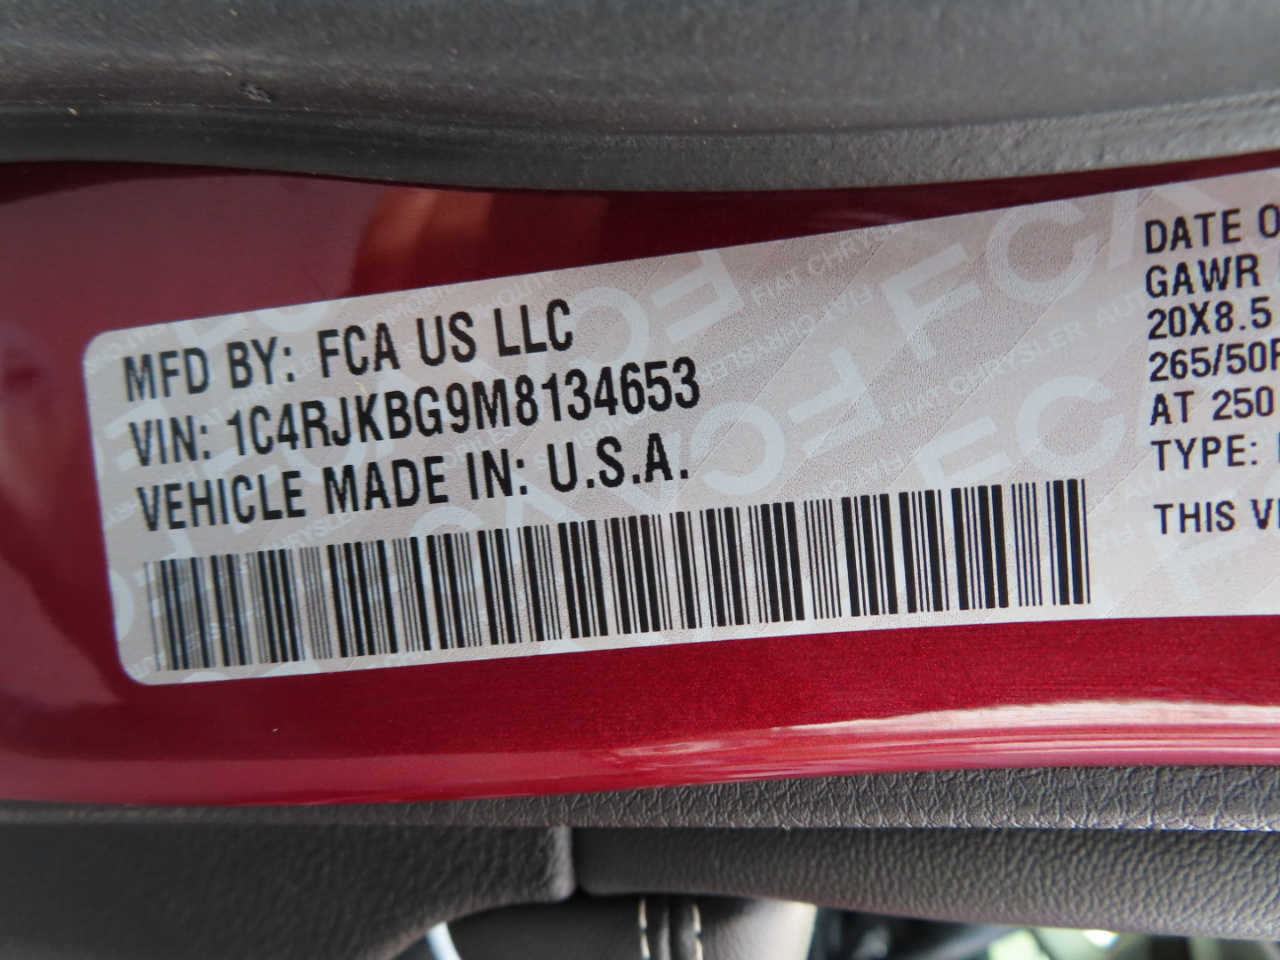 MFD BY: FCA US LLC
VIN: 1C4RJKBG9M8134653
VEHICLE MADE IN: U.S.A.
DATE O
GAWR
20X8.5
265/50R
AT 250
TYPE:
THIS VE